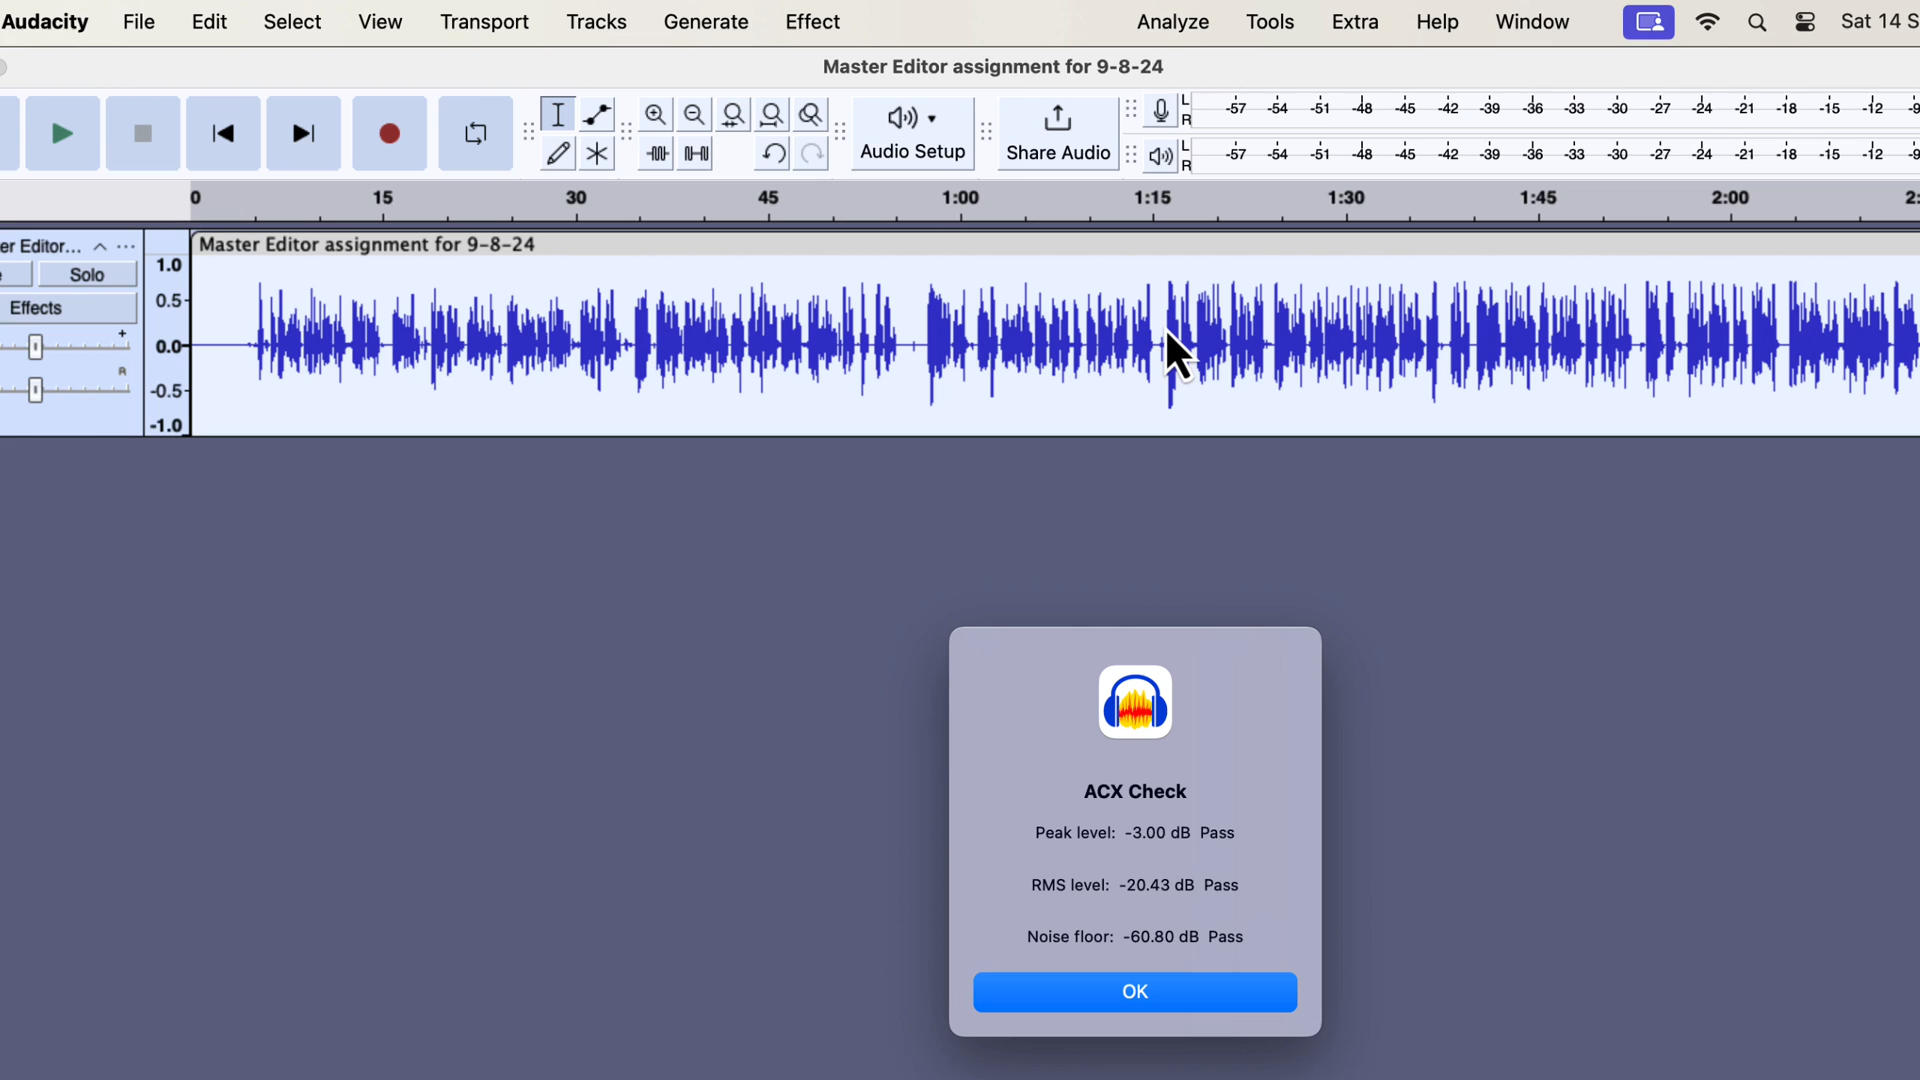 Audacity File Edit Select View Transport Tracks Generate Effect Analyze Tools Extra Help Window Sat 14 S
Master Editor assignment for 9-8-24
L -57 -54 -51 -48 -45 -42 -39 -36 -33 -30 -27 -24 -21 -18 -15 -12 -9
R
Audio Setup Share Audio
L -57 -54 -51 -48 -45 -42 -39 -36 -33 -30 -27 -24 -21 -18 -15 -12 -9
R
0 15 30 45 1:00 1:15 1:30 1:45 2:00 2:
er Editor... Master Editor assignment for 9-8-24
e Solo
Effects
1.0
0.5
0.0
-0.5
-1.0
ACX Check
Peak level: -3.00 dB Pass
RMS level: -20.43 dB Pass
Noise floor: -60.80 dB Pass
OK